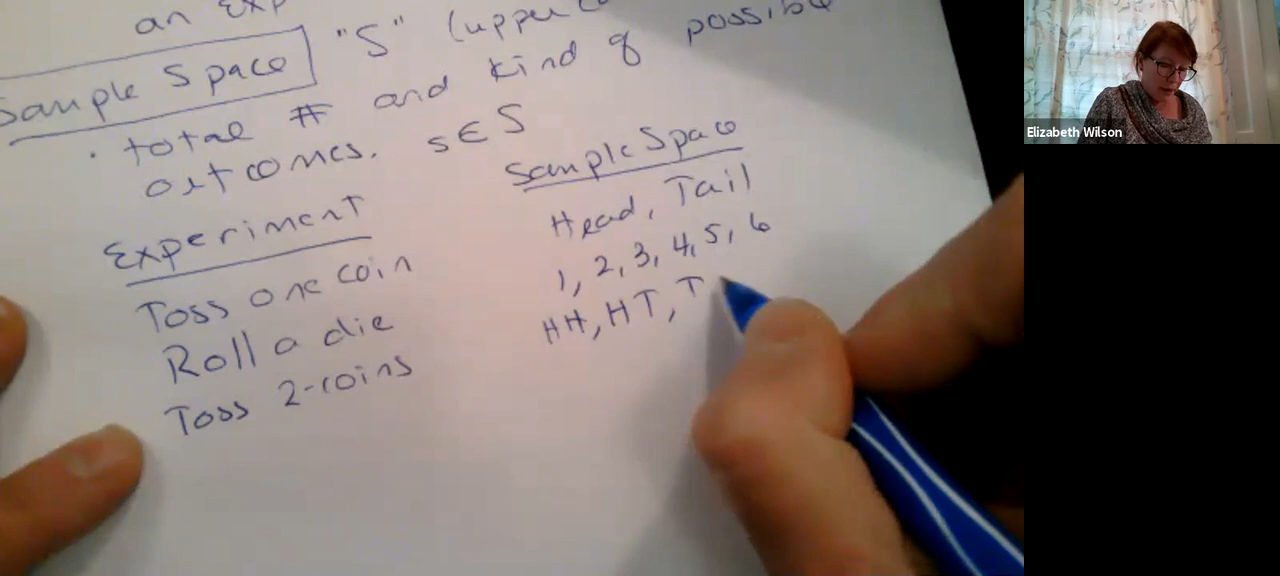 an Exp
Sample Space "S" (upper
• total # and kind of possible
outcomes. s∈S
Experiment
Sample Space
Toss one coin
Head, Tail
Roll a die
1, 2, 3, 4, 5, 6
Toss 2-coins
HH, HT, T
Elizabeth Wilson